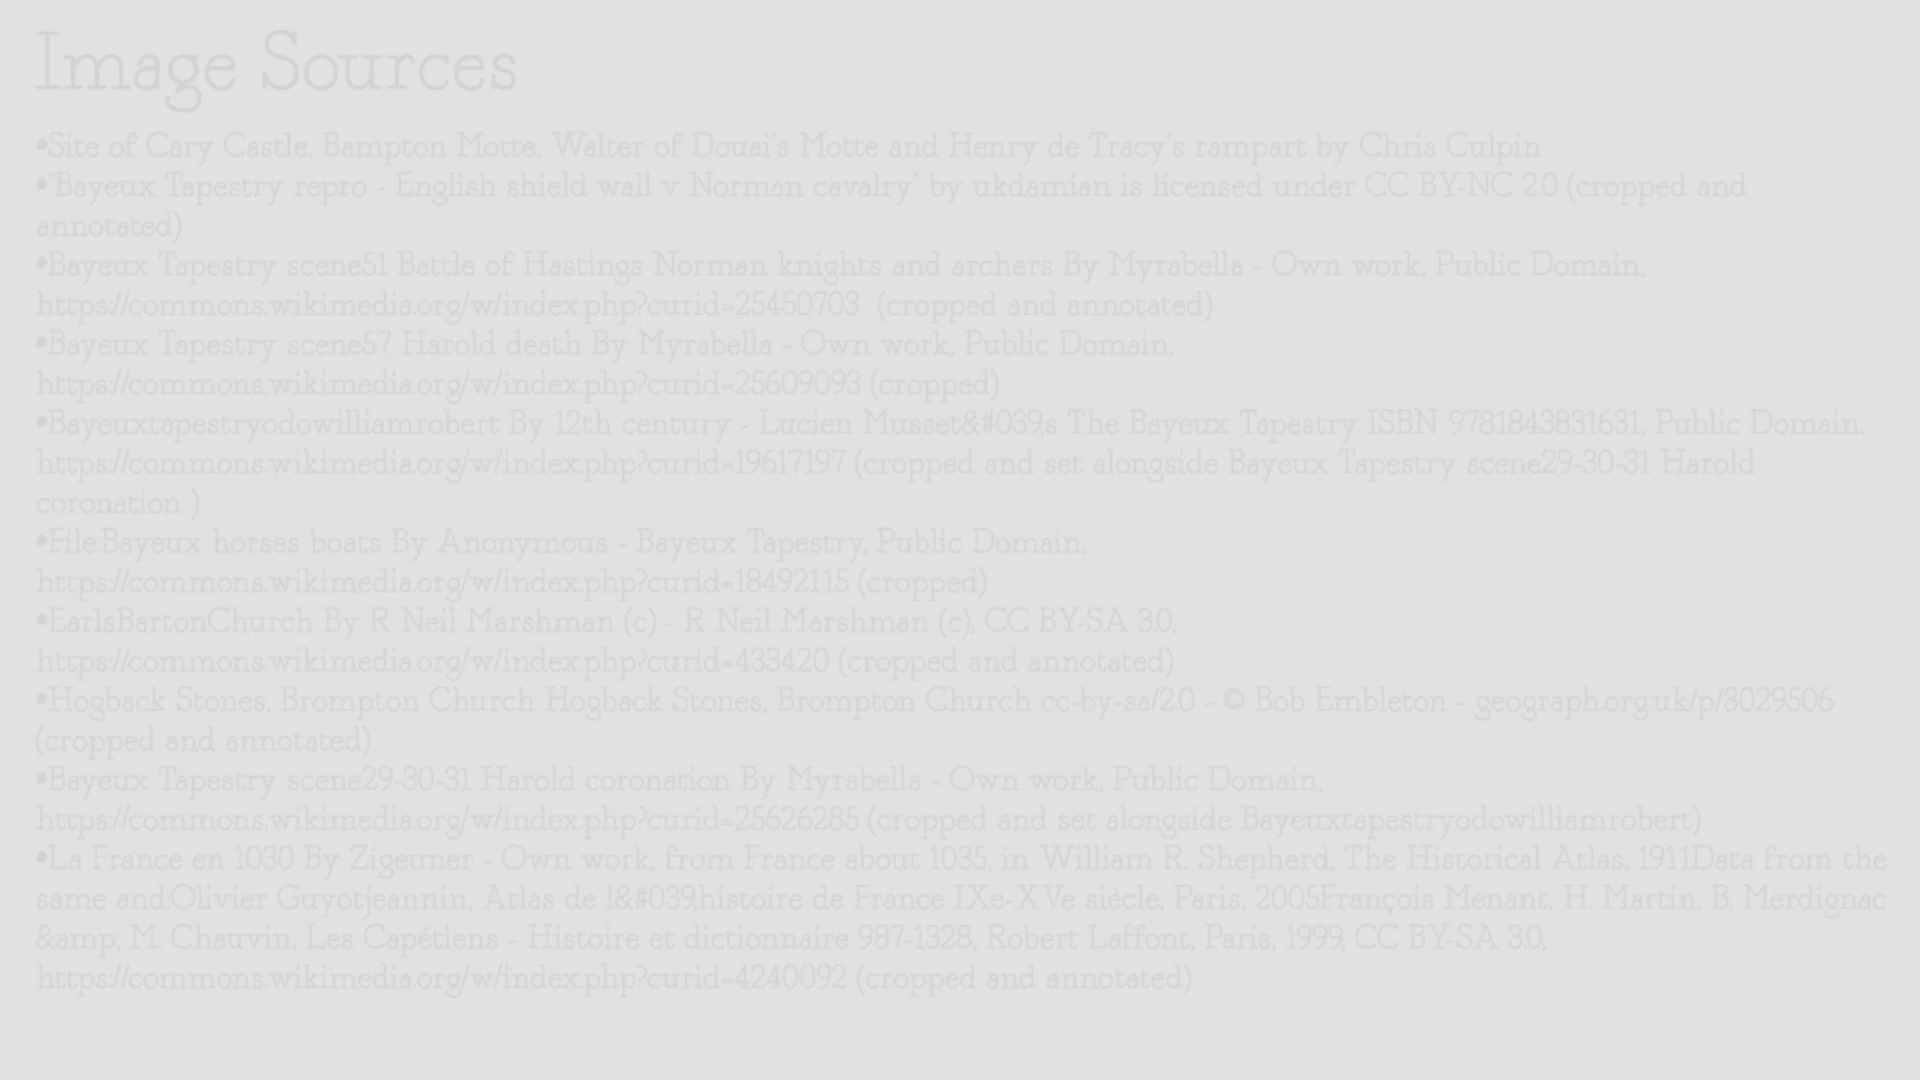 Image Sources
•Site of Cary Castle, Bampton Motte, Walter of Douai's Motte and Henry de Tracy's rampart by Chris Culpin
•"Bayeux Tapestry repro - English shield wall v Norman cavalry" by ukdamian is licensed under CC BY-NC 2.0 (cropped and
annotated)
•Bayeux Tapestry scene51 Battle of Hastings Norman knights and archers By Myrabella - Own work, Public Domain,
https://commons.wikimedia.org/w/index.php?curid=25450703  (cropped and annotated)
•Bayeux Tapestry scene57 Harold death By Myrabella - Own work, Public Domain,
https://commons.wikimedia.org/w/index.php?curid=25609093 (cropped)
•Bayeuxtapestryodowilliamrobert By 12th century - Lucien Musset&#039;s The Bayeux Tapestry ISBN 9781843831631, Public Domain,
https://commons.wikimedia.org/w/index.php?curid=19617197 (cropped and set alongside Bayeux Tapestry scene29-30-31 Harold
coronation )
•File:Bayeux horses boats By Anonymous - Bayeux Tapestry, Public Domain,
https://commons.wikimedia.org/w/index.php?curid=18492115 (cropped)
•EarlsBartonChurch By R Neil Marshman (c) - R Neil Marshman (c), CC BY-SA 3.0,
https://commons.wikimedia.org/w/index.php?curid=433420 (cropped and annotated)
•Hogback Stones, Brompton Church Hogback Stones, Brompton Church cc-by-sa/2.0 - © Bob Embleton - geograph.org.uk/p/3029506
(cropped and annotated)
•Bayeux Tapestry scene29-30-31 Harold coronation By Myrabella - Own work, Public Domain,
https://commons.wikimedia.org/w/index.php?curid=25626285 (cropped and set alongside Bayeuxtapestryodowilliamrobert)
•La France en 1030 By Zigeuner - Own work, from France about 1035, in William R. Shepherd, The Historical Atlas, 1911Data from the
same and:Olivier Guyotjeannin, Atlas de l&#039;histoire de France IXe-XVe siècle, Paris, 2005François Menant, H. Martin, B. Merdignac
&amp; M. Chauvin, Les Capétiens - Histoire et dictionnaire 987-1328, Robert Laffont, Paris, 1999, CC BY-SA 3.0,
https://commons.wikimedia.org/w/index.php?curid=4240092 (cropped and annotated)